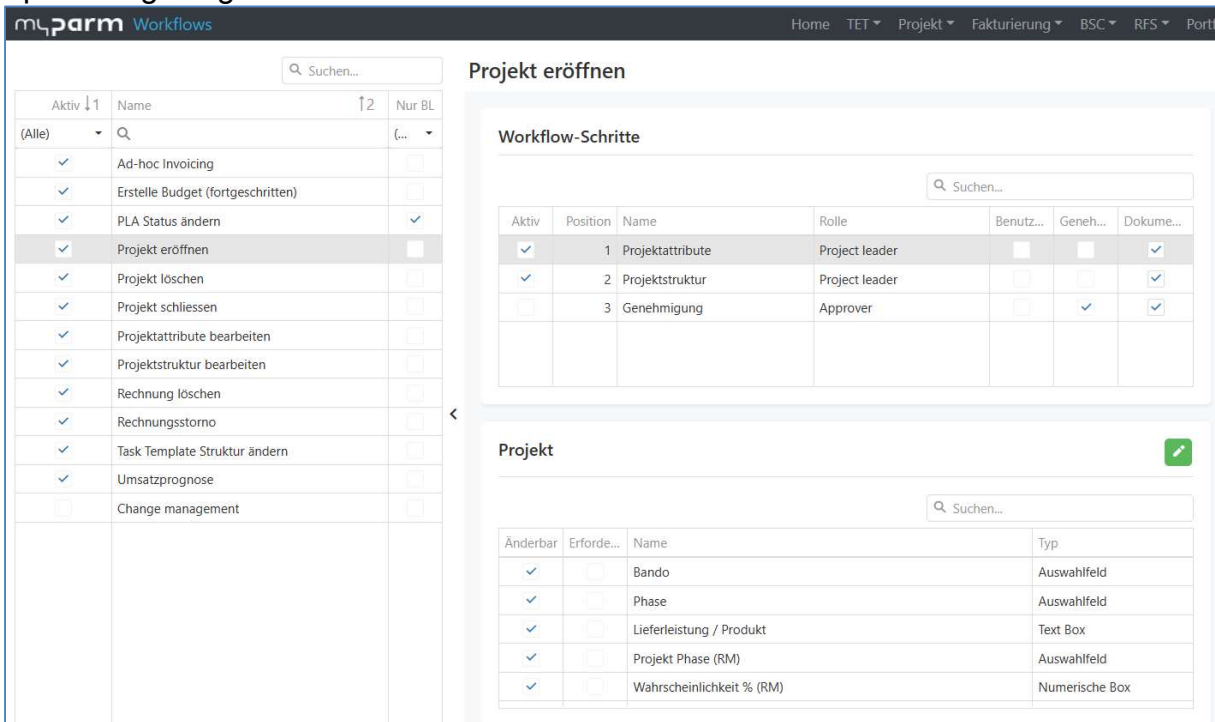 myparm Workflows
Home TET Projekt Fakturierung BSC RFS Portf
Suchen...
Aktiv 1 Name 2 Nur BL
(Alle) (...
Ad-hoc Invoicing
Erstelle Budget (fortgeschritten)
PLA Status ändern
Projekt eröffnen
Projekt löschen
Projekt schliessen
Projektattribute bearbeiten
Projektstruktur bearbeiten
Rechnung löschen
Rechnungsstorno
Task Template Struktur ändern
Umsatzprognose
Change management
Projekt eröffnen
Workflow-Schritte
Suchen...
Aktiv Position Name Rolle Benutz... Geneh... Dokume...
1 Projektattribute Project leader
2 Projektstruktur Project leader
3 Genehmigung Approver
Projekt
Suchen...
Änderbar Erforde... Name Typ
Bando Auswahlfeld
Phase Auswahlfeld
Lieferleistung / Produkt Text Box
Projekt Phase (RM) Auswahlfeld
Wahrscheinlichkeit % (RM) Numerische Box